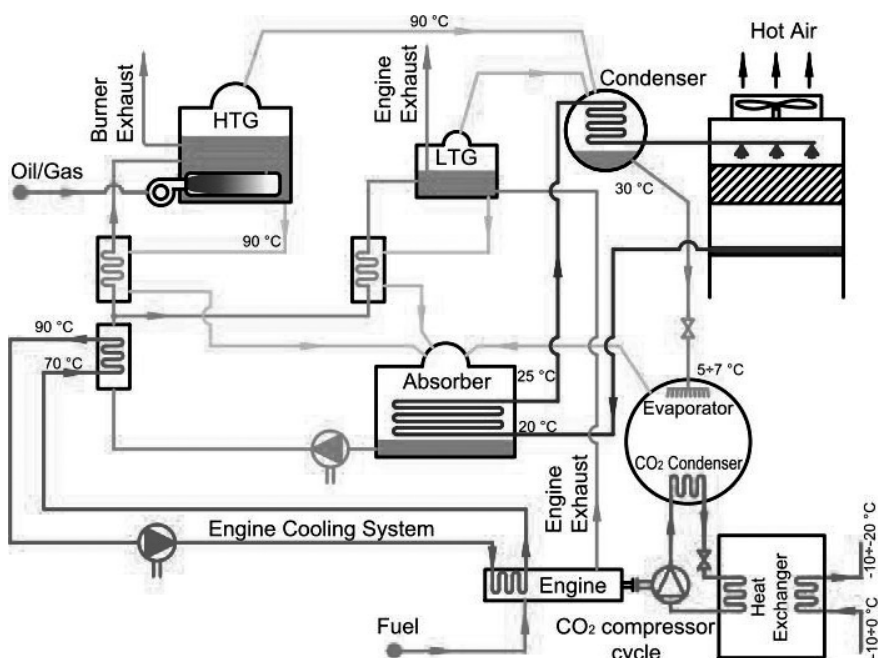 90 °C
Hot Air
Burner
Exhaust
Engine
Exhaust
Condenser
HTG
LTG
Oil/Gas
30 °C
90 °C
90 °C
70 °C
Absorber
25 °C
20 °C
5÷7 °C
Evaporator
CO₂ Condenser
Engine Cooling System
Engine
Exhaust
Engine
Fuel
CO₂ compressor
cycle
Heat
Exchanger
-10÷-20 °C
-10÷0 °C